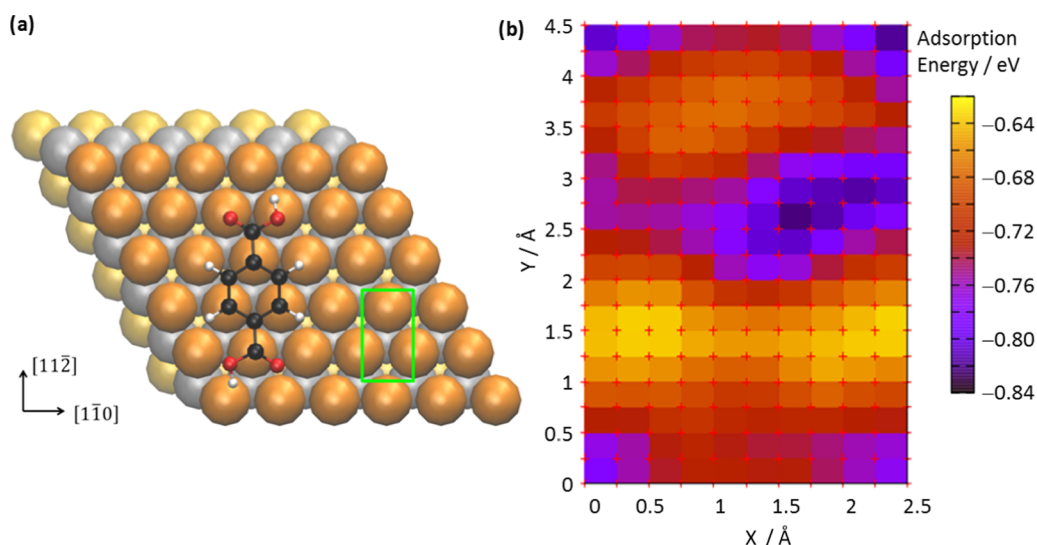 (a)
[112̄]
[11̄0]
(b)
4.5
4
3.5
3
2.5
2
1.5
1
0.5
0
Y / Å
0 0.5 1 1.5 2 2.5
X / Å
Adsorption
Energy / eV
−0.64
−0.68
−0.72
−0.76
−0.80
−0.84